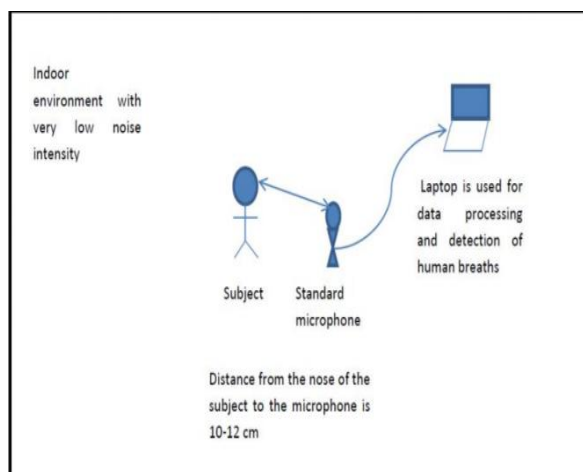 Indoor
environment with
very low noise
intensity
Laptop is used for
data processing
and detection of
human breaths
Subject
Standard
microphone
Distance from the nose of the
subject to the microphone is
10-12 cm